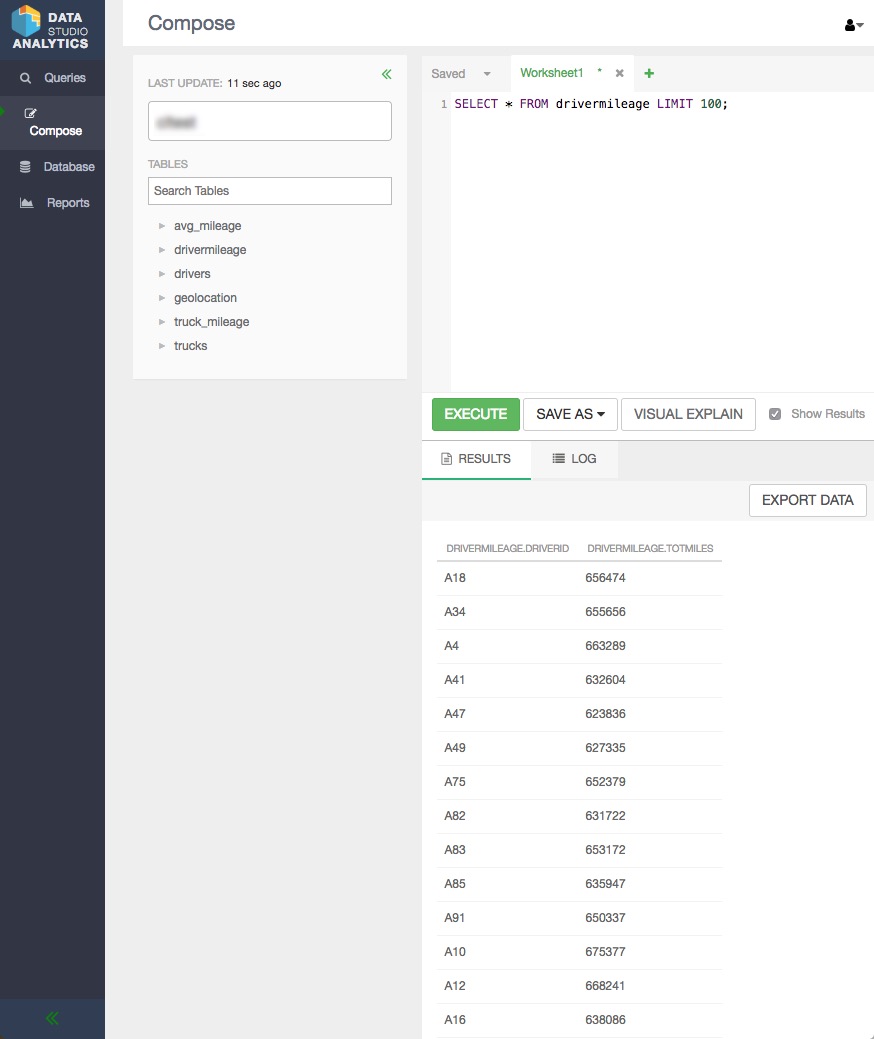 DATA
STUDIO
ANALYTICS
Queries
Compose
Database
Reports
Compose
LAST UPDATE: 11 sec ago
TABLES
Search Tables
avg_mileage
drivermileage
drivers
geolocation
truck_mileage
trucks
Saved Worksheet1 *
1 SELECT * FROM drivermileage LIMIT 100;
EXECUTE SAVE AS VISUAL EXPLAIN Show Results
RESULTS LOG
EXPORT DATA
DRIVERMILEAGE.DRIVERID DRIVERMILEAGE.TOTMILES
A18 656474
A34 655656
A4 663289
A41 632604
A47 623836
A49 627335
A75 652379
A82 631722
A83 653172
A85 635947
A91 650337
A10 675377
A12 668241
A16 638086